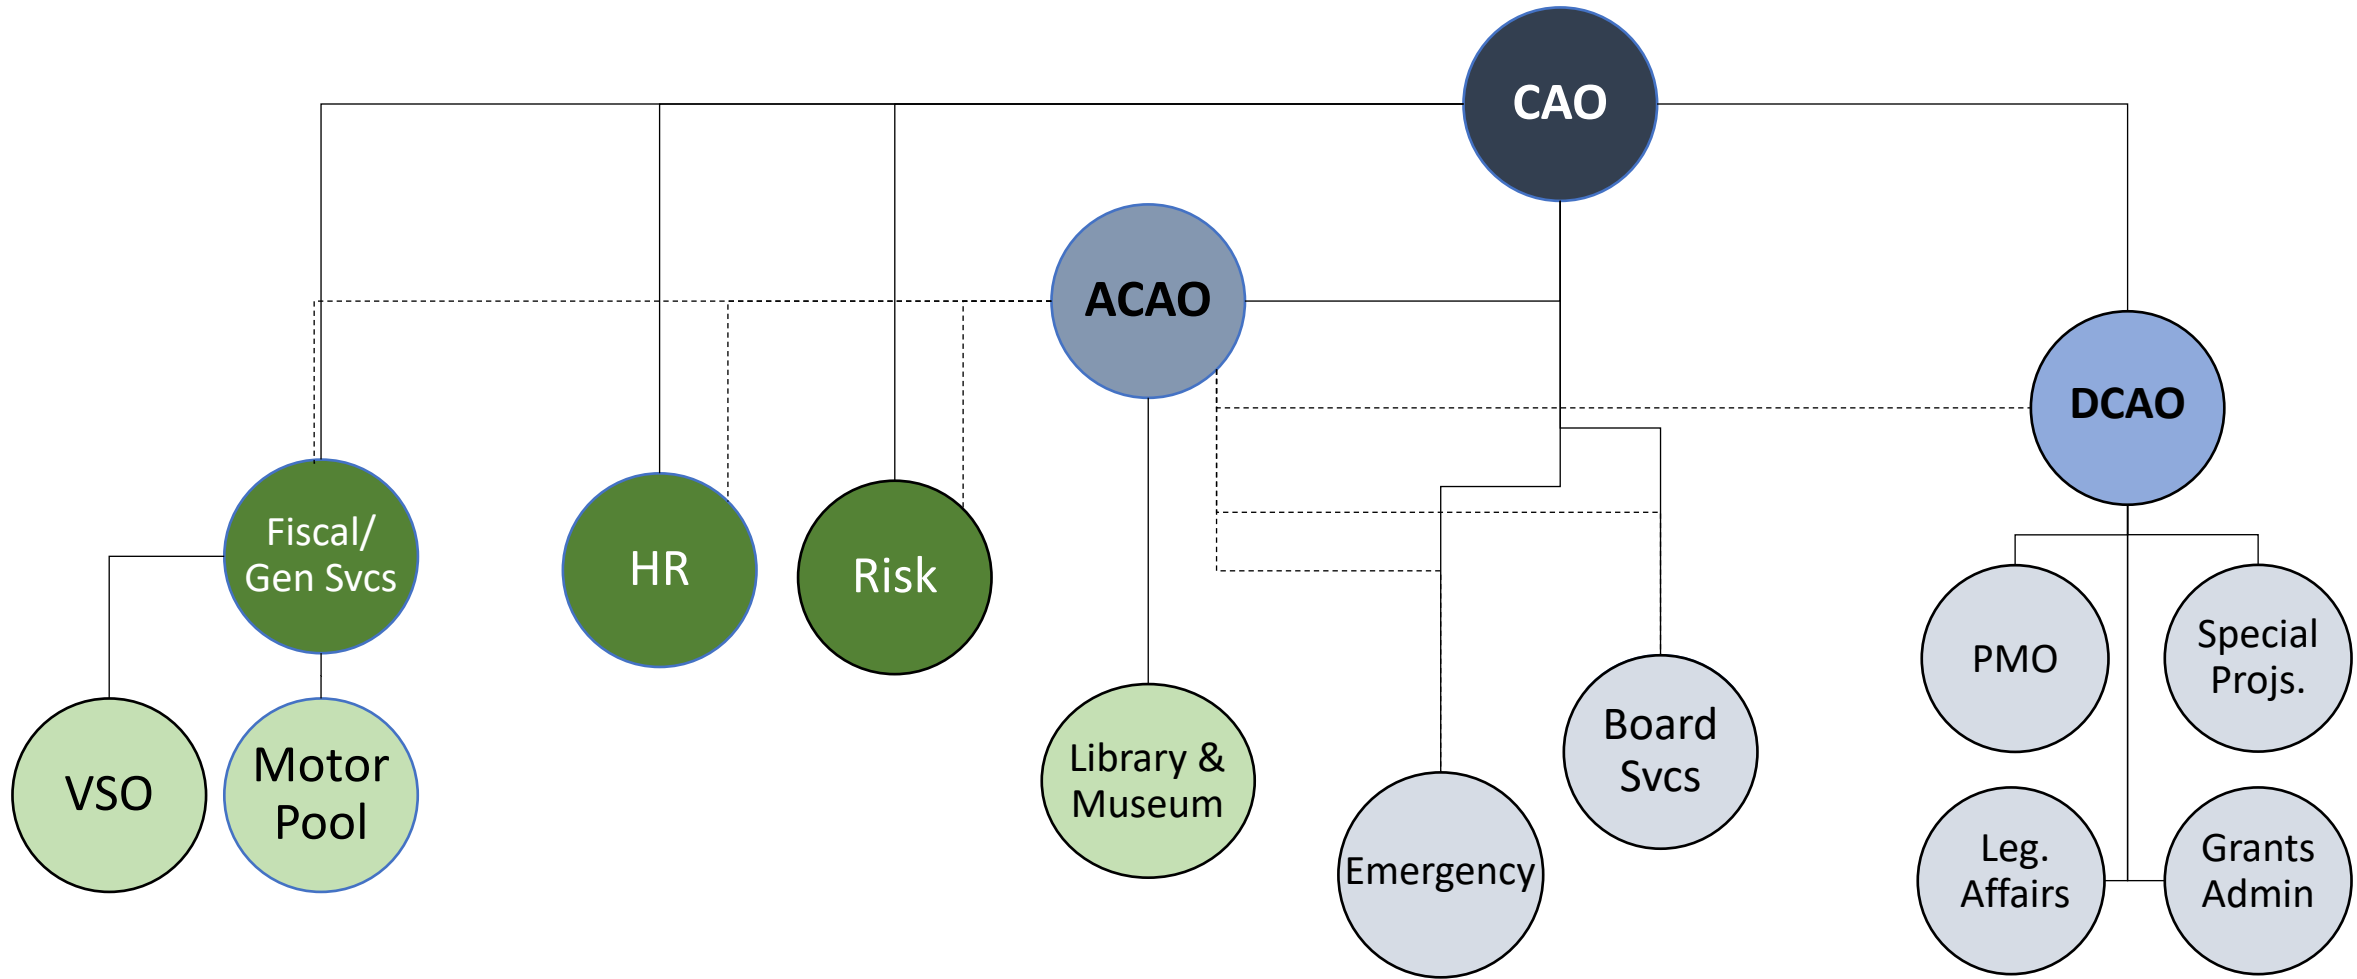 CAO
ACAO
DCAO
Fiscal/
Gen Svcs
HR
Risk
VSO
Motor
Pool
Library &
Museum
Emergency
Board
Svcs
PMO
Special
Projs.
Leg.
Affairs
Grants
Admin